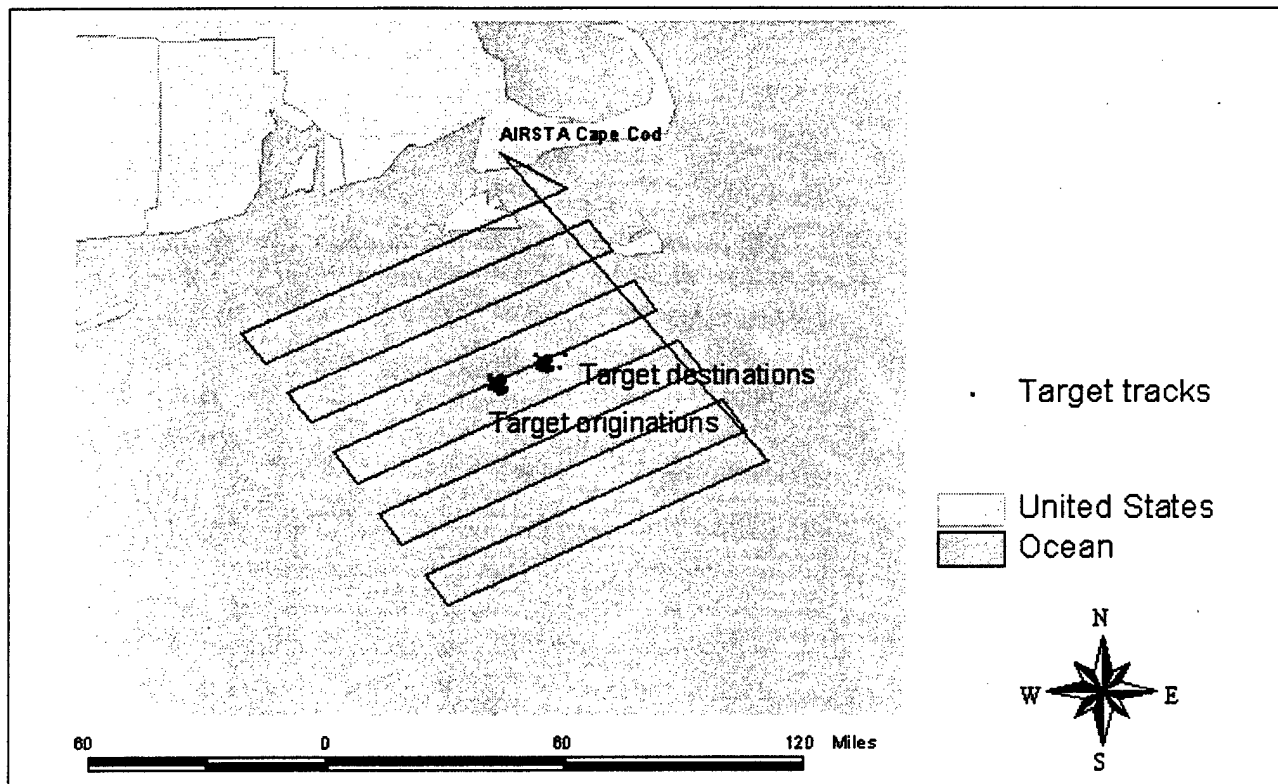 AIRSTA Cape Cod
Target destinations
Target originations
Target tracks
United States
Ocean
N
W E
S
60 0 60 120 Miles